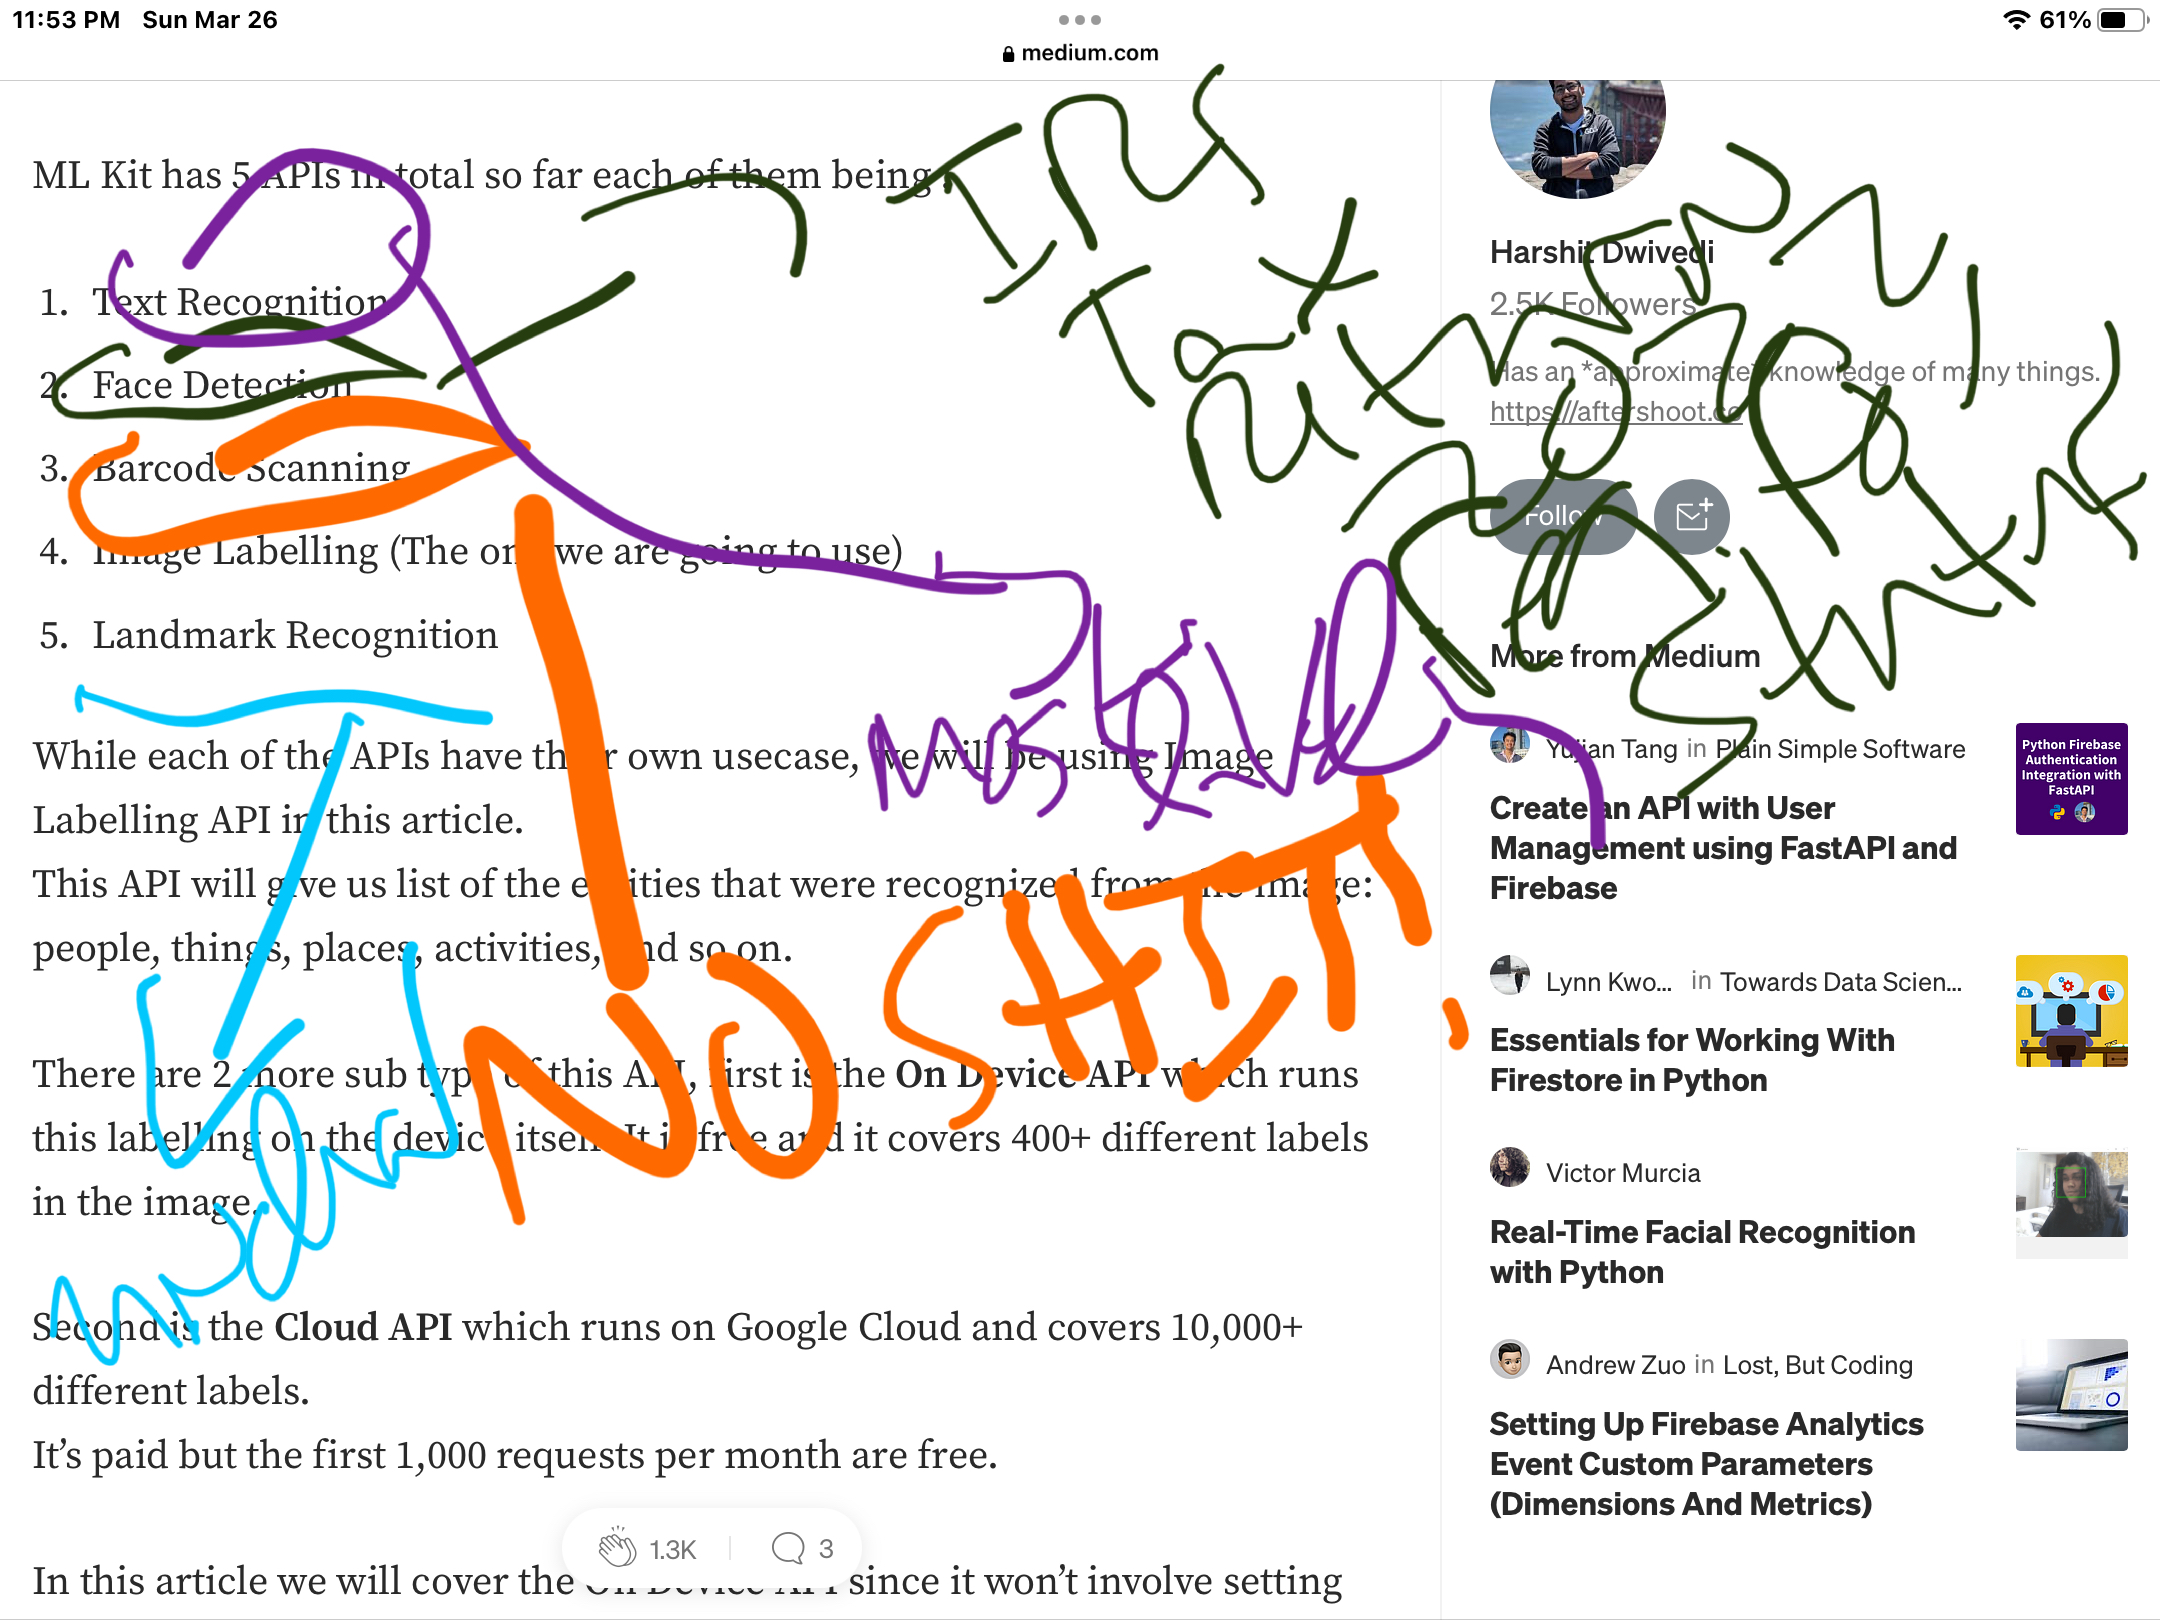 11:53 PM Sun Mar 26
61%
medium.com
ML Kit has 5 APIs in total so far each of them being :
1. Text Recognition
2. Face Detection
3. Barcode Scanning
4. Image Labelling (The one we are going to use)
5. Landmark Recognition
While each of the APIs have their own usecase, we will be using Image
Labelling API in this article.
This API will give us list of the entities that were recognized from the image:
people, things, places, activities, and so on.
NO SHIT!
There are 2 more sub types of this API, first is the On Device API which runs
this labelling on the device itself. It is free and it covers 400+ different labels
in the image.
Second is the Cloud API which runs on Google Cloud and covers 10,000+
different labels.
It’s paid but the first 1,000 requests per month are free.
1.3K 3
In this article we will cover the On Device API since it won’t involve setting
Harshit Dwivedi
2.5K Followers
Has an *approximate* knowledge of many things.
https://aftershoot.co
Follow
More from Medium
Yujian Tang in Plain Simple Software
Create an API with User
Management using FastAPI and
Firebase
Python Firebase
Authentication
Integration with
FastAPI
Lynn Kwo... in Towards Data Scien...
Essentials for Working With
Firestore in Python
Victor Murcia
Real-Time Facial Recognition
with Python
Andrew Zuo in Lost, But Coding
Setting Up Firebase Analytics
Event Custom Parameters
(Dimensions And Metrics)